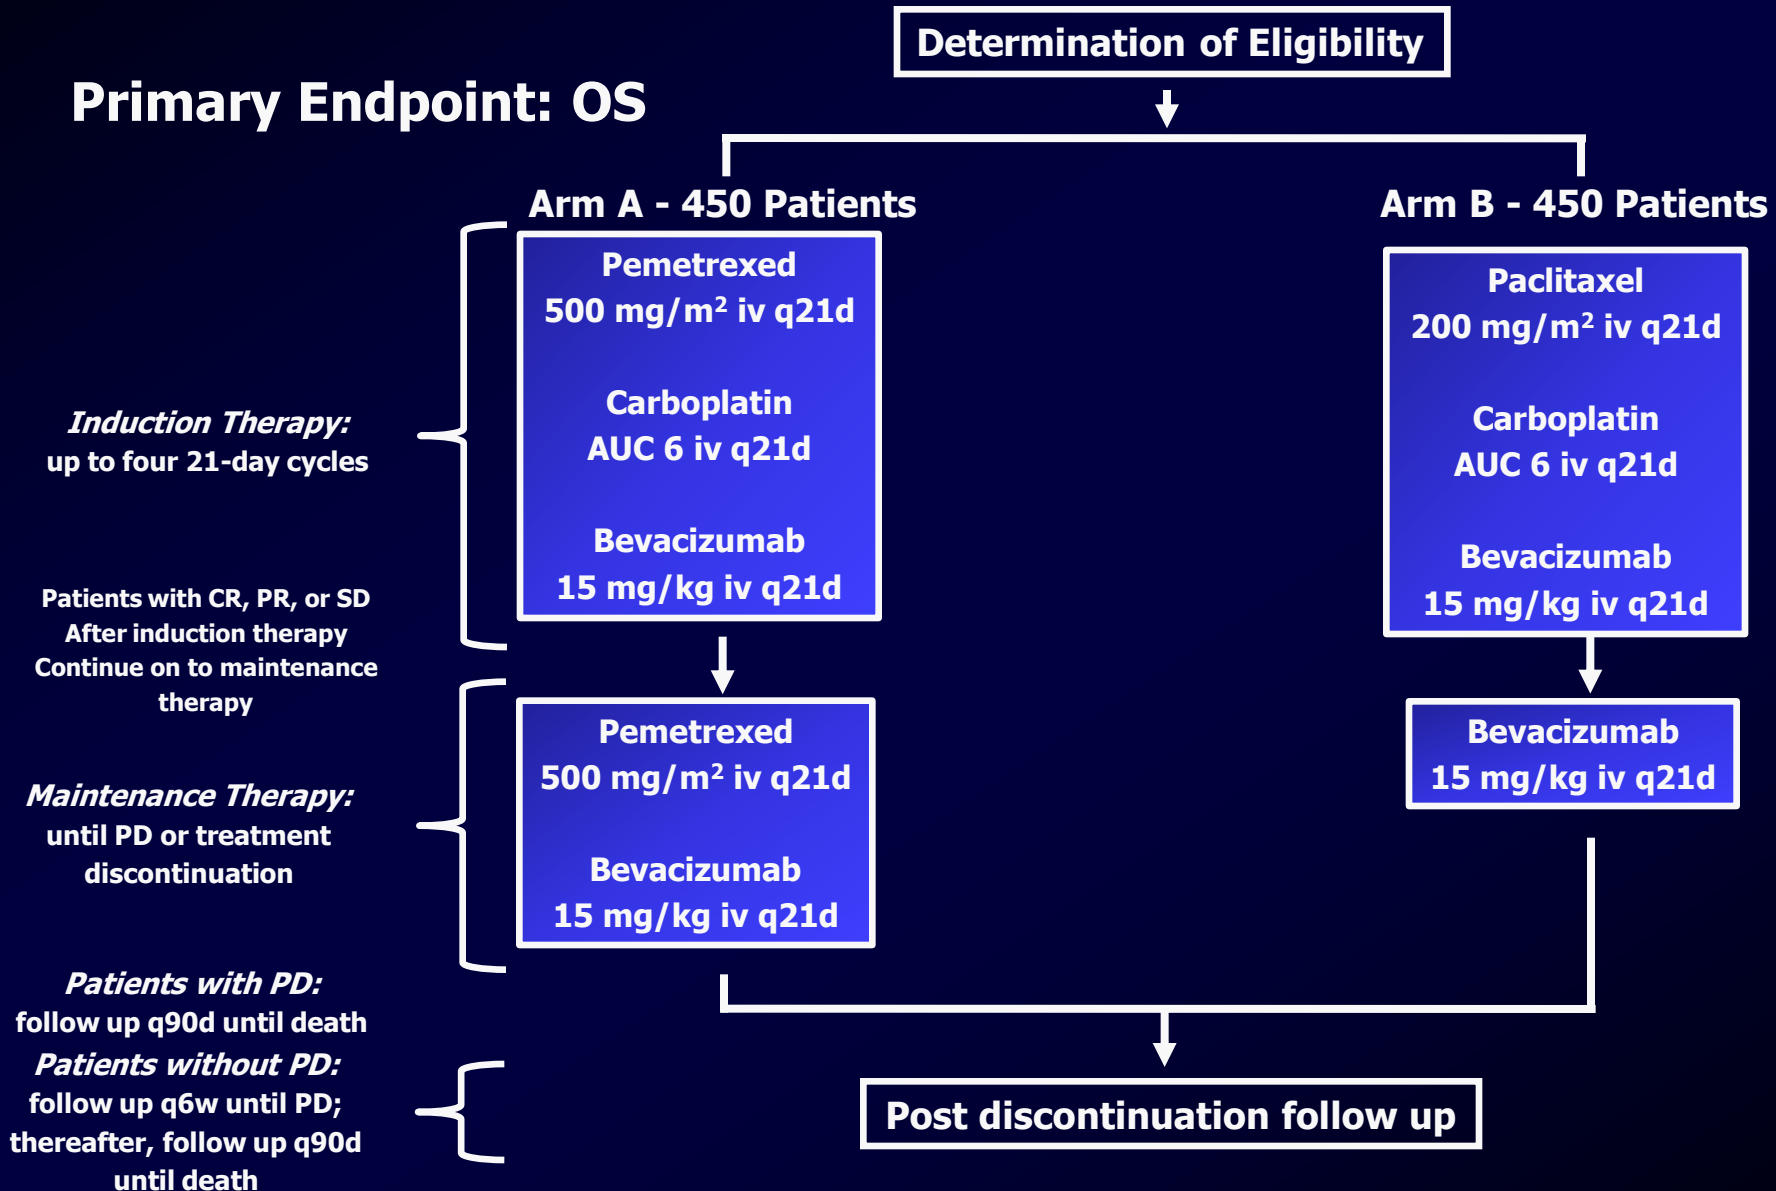 Determination of Eligibility
Primary Endpoint: OS
Arm A - 450 Patients
Arm B - 450 Patients
Pemetrexed
500 mg/m² iv q21d
Carboplatin
AUC 6 iv q21d
Bevacizumab
15 mg/kg iv q21d
Paclitaxel
200 mg/m² iv q21d
Carboplatin
AUC 6 iv q21d
Bevacizumab
15 mg/kg iv q21d
Induction Therapy:
up to four 21-day cycles
Patients with CR, PR, or SD
After induction therapy
Continue on to maintenance
therapy
Pemetrexed
500 mg/m² iv q21d
Bevacizumab
15 mg/kg iv q21d
Bevacizumab
15 mg/kg iv q21d
Maintenance Therapy:
until PD or treatment
discontinuation
Patients with PD:
follow up q90d until death
Patients without PD:
follow up q6w until PD;
thereafter, follow up q90d
until death
Post discontinuation follow up